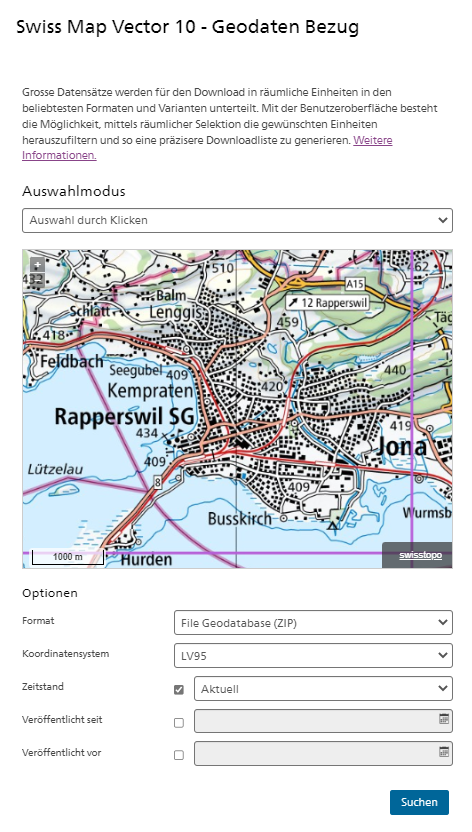 Swiss Map Vector 10 - Geodaten Bezug
Grosse Datensätze werden für den Download in räumliche Einheiten in den
beliebtesten Formaten und Varianten unterteilt. Mit der Benutzeroberfläche besteht
die Möglichkeit, mittels räumlicher Selektion die gewünschten Einheiten
herauszufiltern und so eine präzisere Downloadliste zu generieren. Weitere
Informationen.
Auswahlmodus
Auswahl durch Klicken
+
510
62
A15
Balm
12 Rapperswil
Schlatt
Lenggis
459
Täg
418
Feldbach
Seegubel 409
440
Kempraten
420
Rapperswil SG
419
434
Jona
409
Lützelau
8
409
Busskirch
Wurmsb
1000 m
Hurden
swisstopo
Optionen
Format
File Geodatabase (ZIP)
Koordinatensystem
LV95
Zeitstand
Aktuell
Veröffentlicht seit
Veröffentlicht vor
Suchen